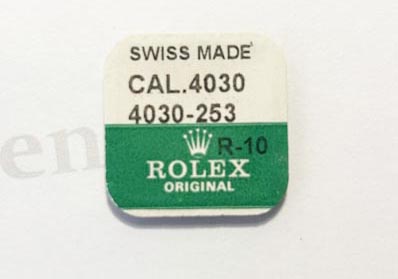 SWISS MADE
CAL.4030
4030-253
R-10
ROLEX
ORIGINAL